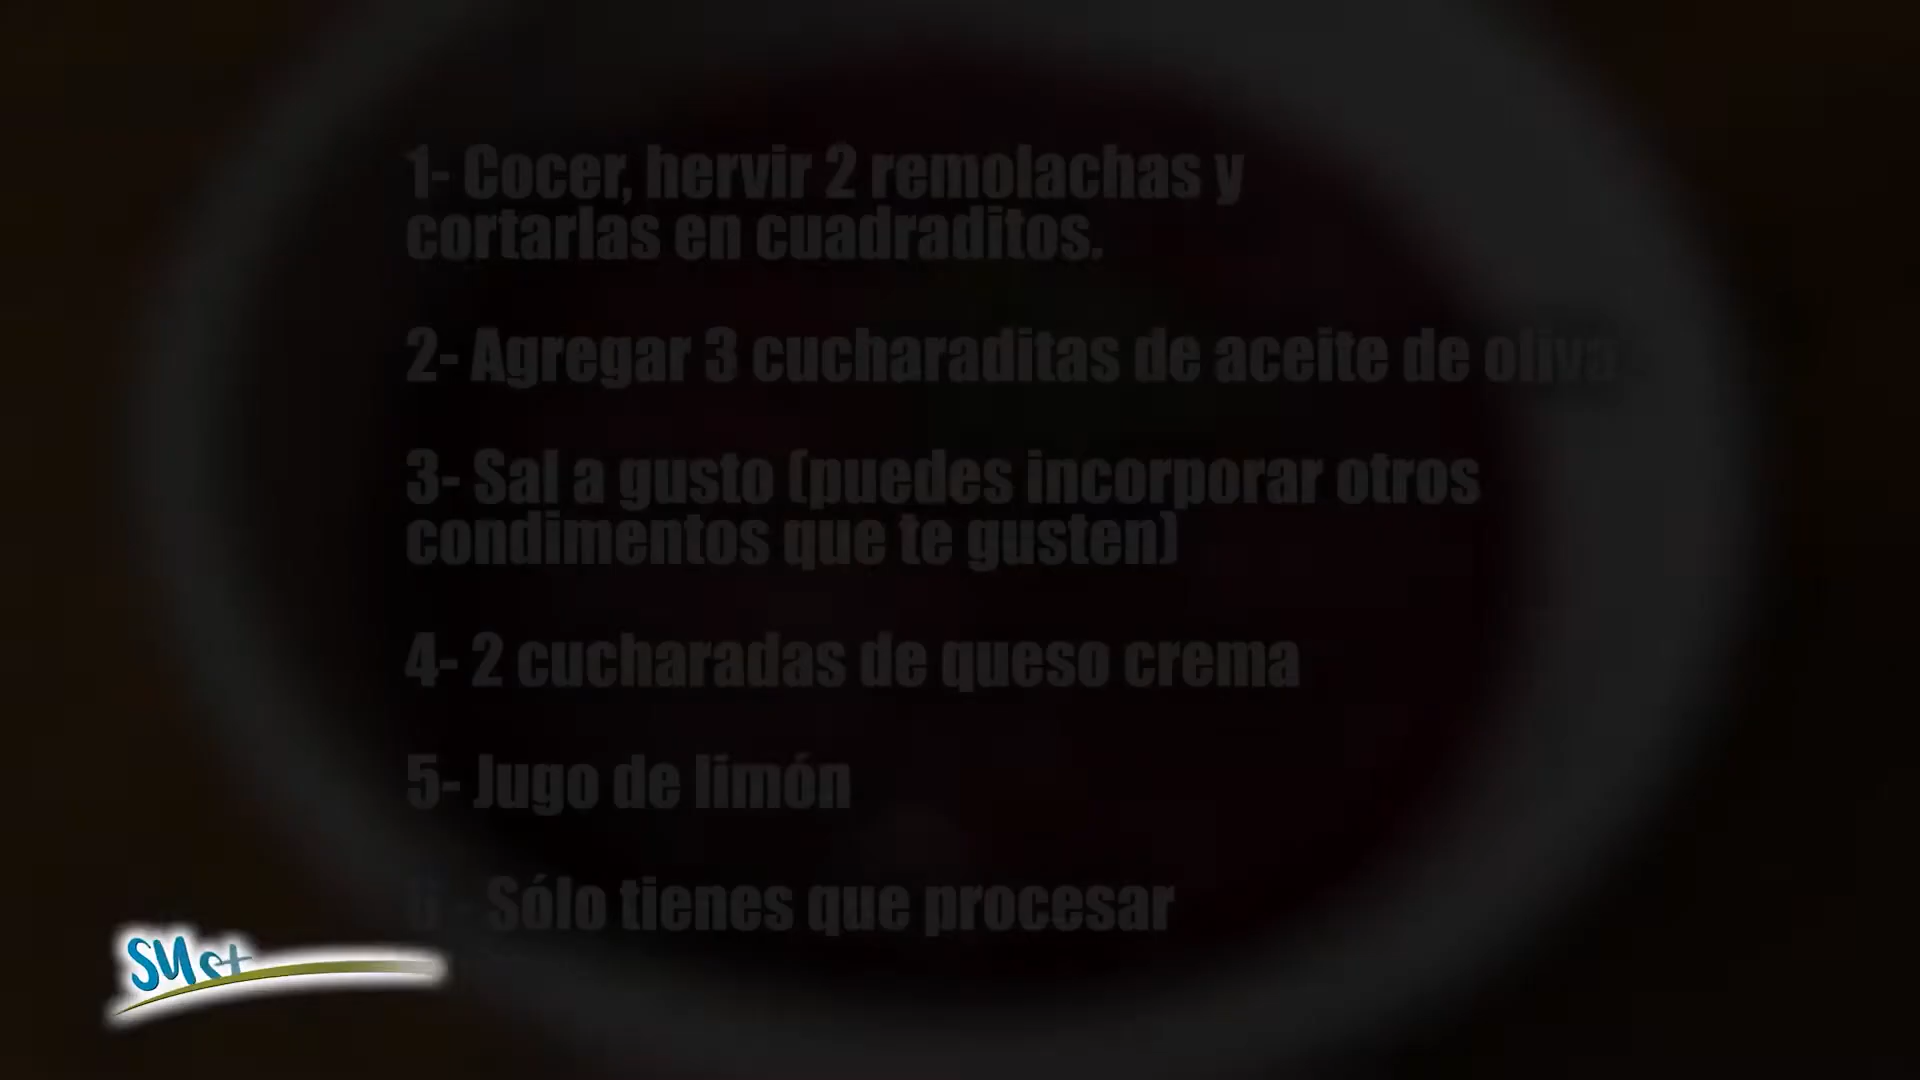 1- Cocer, hervir 2 remolachas y
cortarlas en cuadraditos.
2- Agregar 3 cucharaditas de aceite de oliva
3- Sal a gusto (puedes incorporar otros
condimentos que te gusten)
4- 2 cucharadas de queso crema
5- Jugo de limón
6- Sólo tienes que procesar